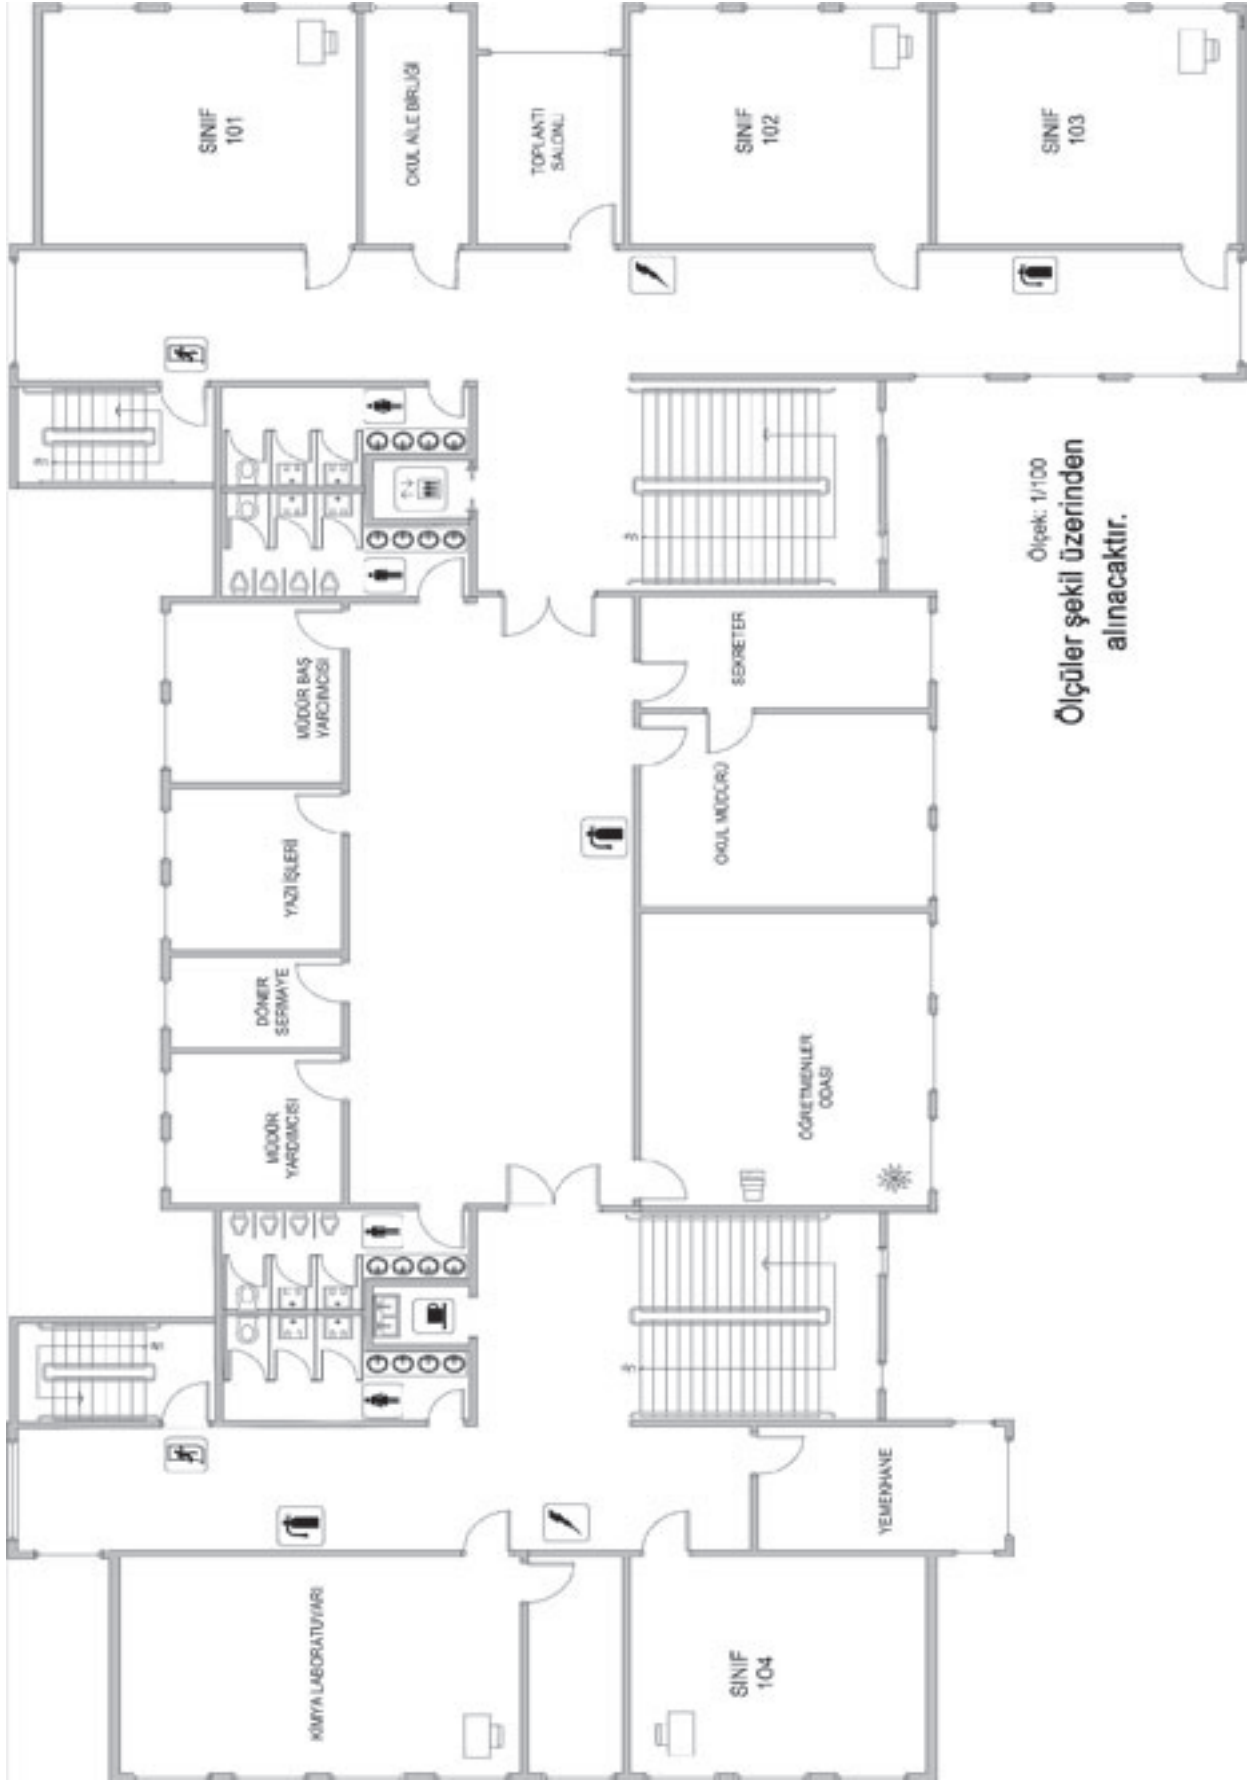 SINIF
101
OKUL AİLE BİRLİĞİ
TOPLANTI
SALONU
SINIF
102
SINIF
103
MÜDÜR BAŞ
YARDIMCISI
YAZI İŞLERİ
DÖNER
SERMAYE
MÜDÜR
YARDIMCISI
SEKRETER
OKUL MÜDÜRÜ
ÖĞRETMENLER
ODASI
YEMEKHANE
KİMYA LABORATUVARI
SINIF
104
Ölçek: 1/100
Ölçüler şekil üzerinden
alınacaktır.